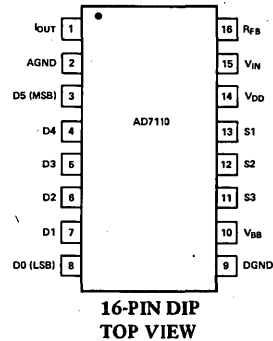 IOUT 1 16 RFB
AGND 2 15 VIN
D5 (MSB) 3 14 VDD
D4 4 AD7110 13 S1
D3 5 12 S2
D2 6 11 S3
D1 7 10 VBB
D0 (LSB) 8 9 DGND
16-PIN DIP
TOP VIEW